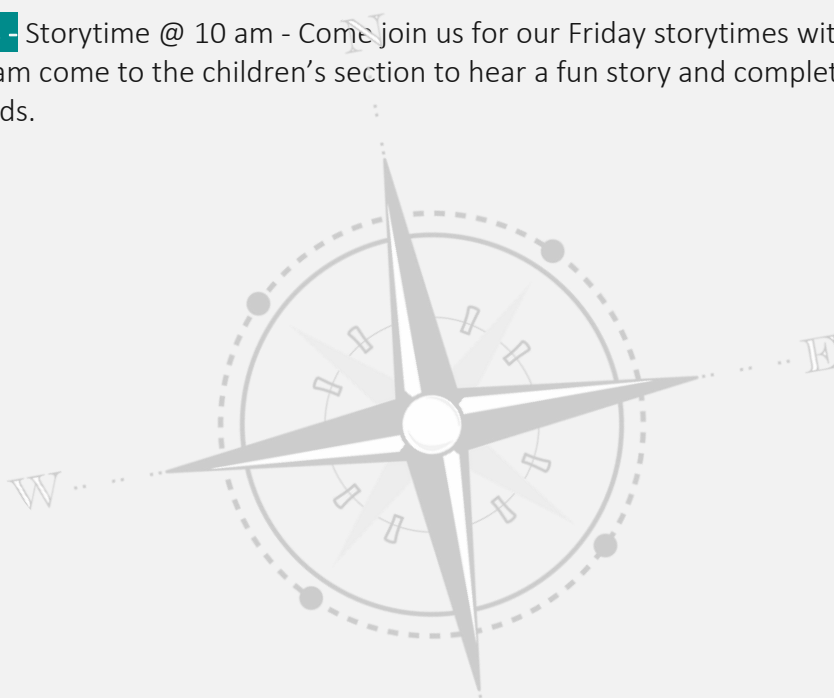 - Storytime @ 10 am - Come join us for our Friday storytimes wit
am come to the children’s section to hear a fun story and complet
ds.
N
E
W